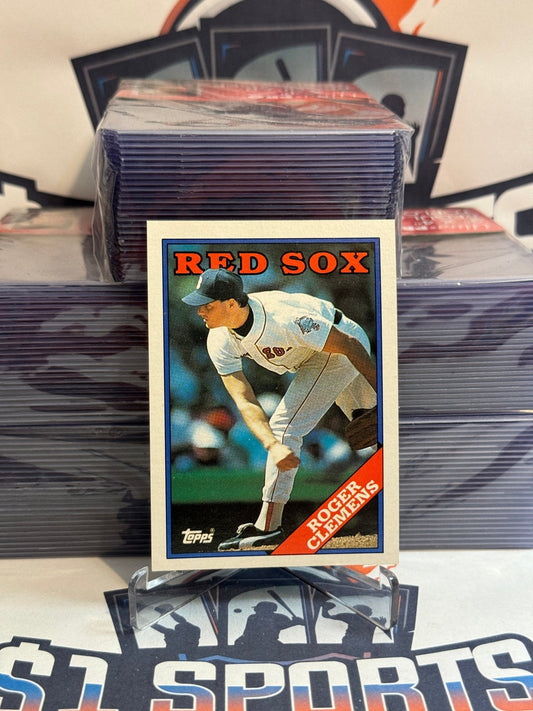 RED SOX
ROGER
CLEMENS
topps®
$1 SPORTS